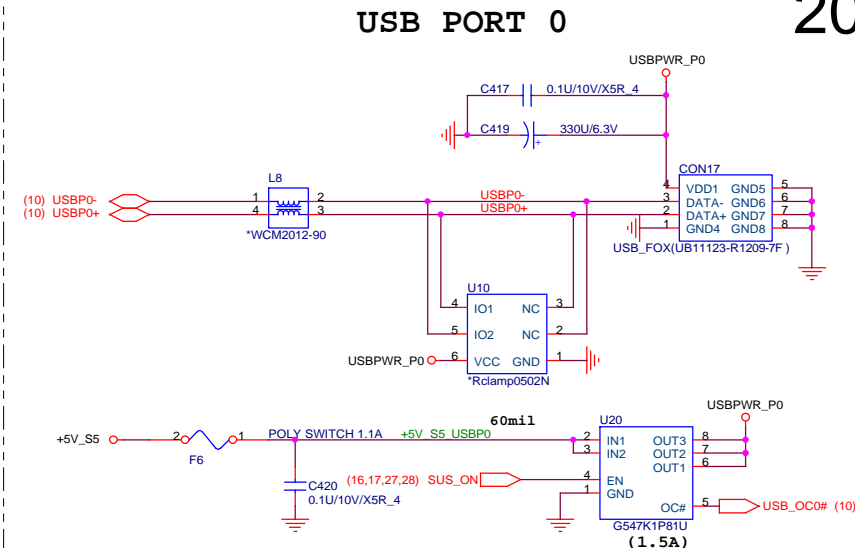 USB PORT 0
20
USBPWR_P0
C417 0.1U/10V/X5R_4
C419 330U/6.3V
+
CON17
L8
(10) USBP0- 1 2 USBP0- 4 VDD1 GND5 5
3 DATA- GND6 6
(10) USBP0+ 4 3 USBP0+ 2 DATA+ GND7 7
1 GND4 GND8 8
*WCM2012-90
USB_FOX(UB11123-R1209-7F )
U10
4 IO1 NC 3
5 IO2 NC 2
USBPWR_P0 6 VCC GND 1
*Rclamp0502N
USBPWR_P0
60mil U20
+5V_S5 2 1 POLY SWITCH 1.1A +5V_S5_USBP0 2 IN1 OUT3 8
3 IN2 OUT2 7
OUT1 6
F6
(16,17,27,28) SUS_ON 4 EN
1 GND
C420
0.1U/10V/X5R_4
OC# 5 USB_OC0# (10)
G547K1P81U
(1.5A)